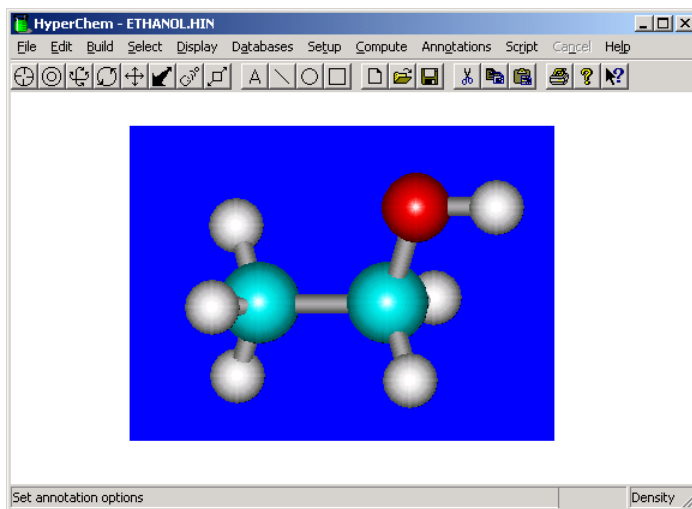 HyperChem - ETHANOL.HIN
File Edit Build Select Display Databases Setup Compute Annotations Script Cancel Help
A
Set annotation options
Density